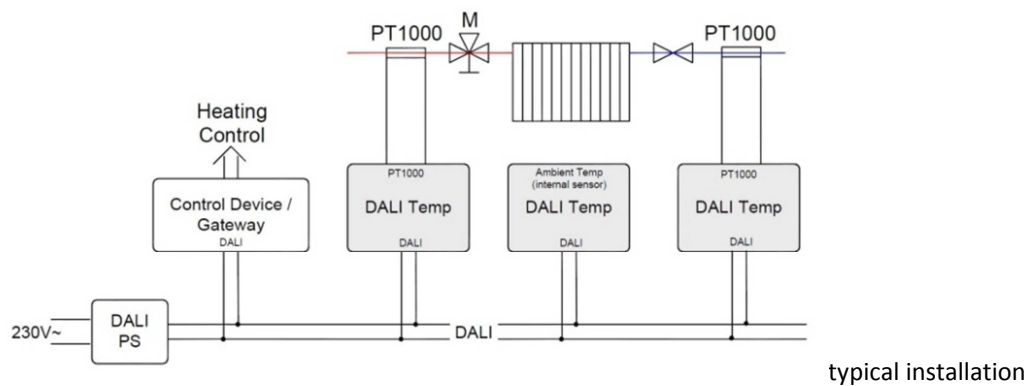 M
PT1000
PT1000
Heating
Control
Control Device /
Gateway
DALI
PT1000
DALI Temp
DALI
Ambient Temp
(internal sensor)
DALI Temp
DALI
PT1000
DALI Temp
DALI
230V~
DALI
PS
DALI
typical installation